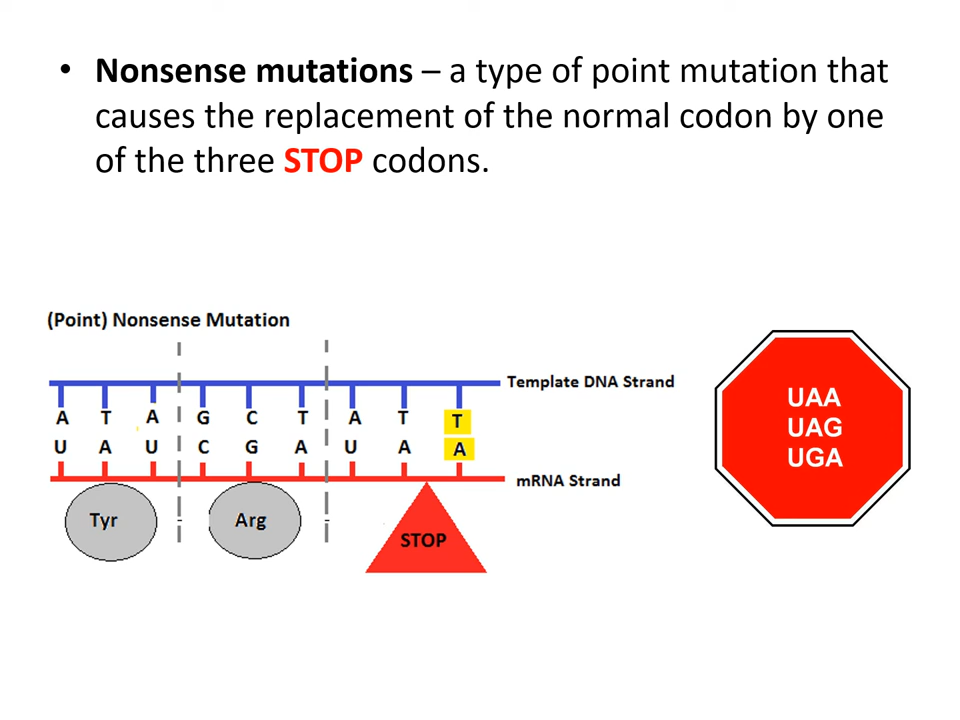 • Nonsense mutations – a type of point mutation that
causes the replacement of the normal codon by one
of the three STOP codons.
(Point) Nonsense Mutation
Template DNA Strand
A T A G C T A T T
U A U C G A U A A
mRNA Strand
Tyr Arg STOP
UAA
UAG
UGA